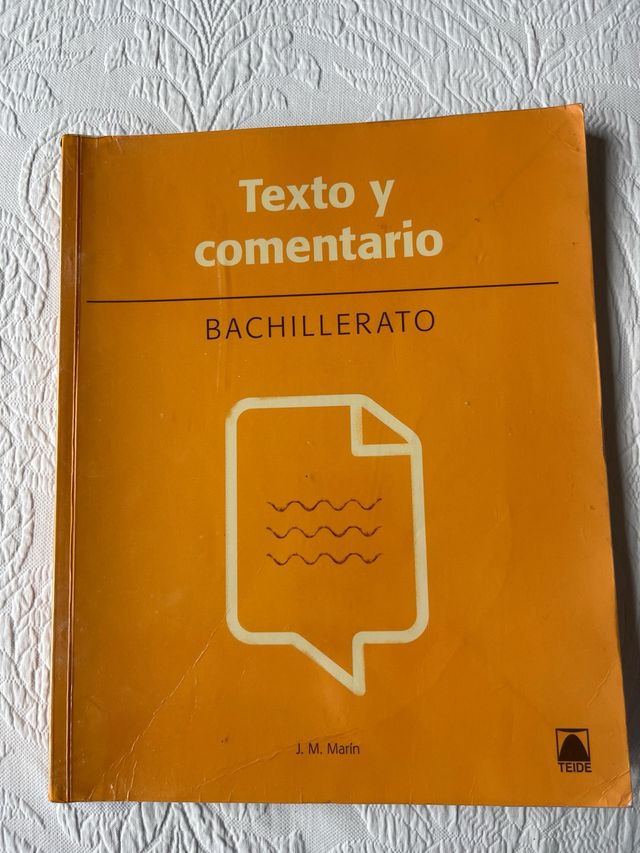 Texto y
comentario
BACHILLERATO
J. M. Marín
TEIDE